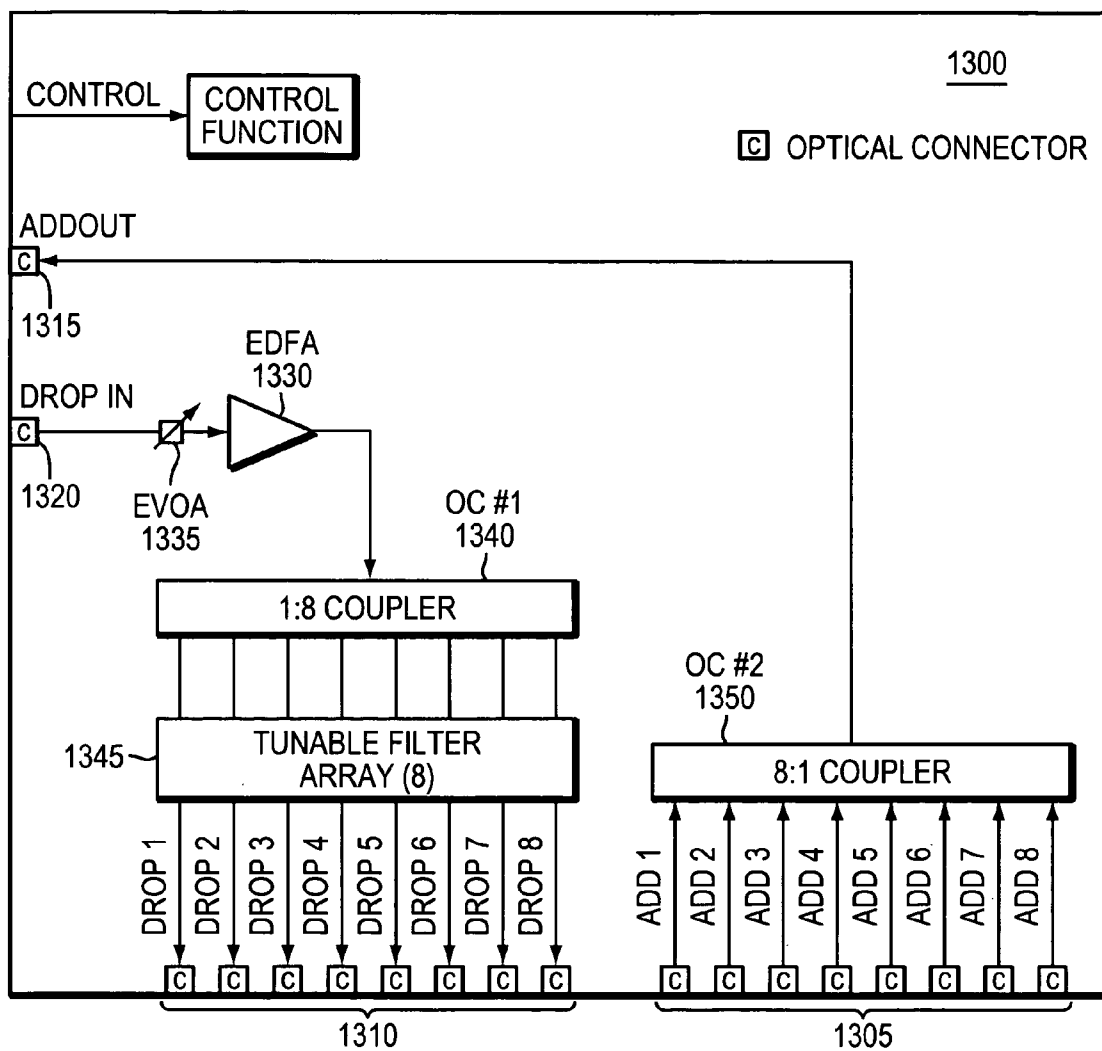 1300
CONTROL
CONTROL
FUNCTION
C OPTICAL CONNECTOR
ADDOUT
C
1315
EDFA
1330
DROP IN
C
1320
EVOA
1335
OC #1
1340
1:8 COUPLER
OC #2
1350
1345
TUNABLE FILTER
ARRAY (8)
8:1 COUPLER
DROP 1
DROP 2
DROP 3
DROP 4
DROP 5
DROP 6
DROP 7
DROP 8
ADD 1
ADD 2
ADD 3
ADD 4
ADD 5
ADD 6
ADD 7
ADD 8
C C C C C C C C
C C C C C C C C
1310
1305